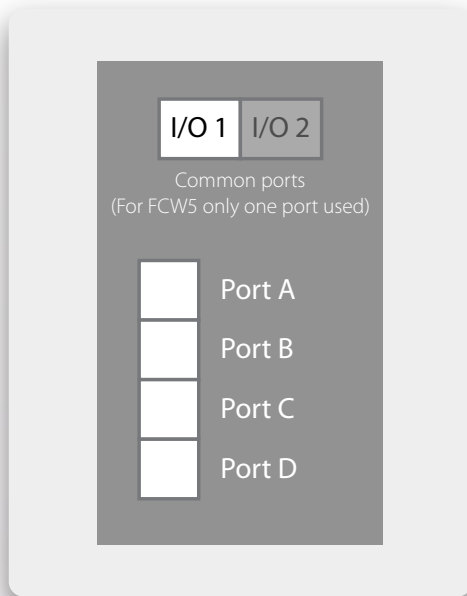 I/O 1 I/O 2
Common ports
(For FCW5 only one port used)
Port A
Port B
Port C
Port D